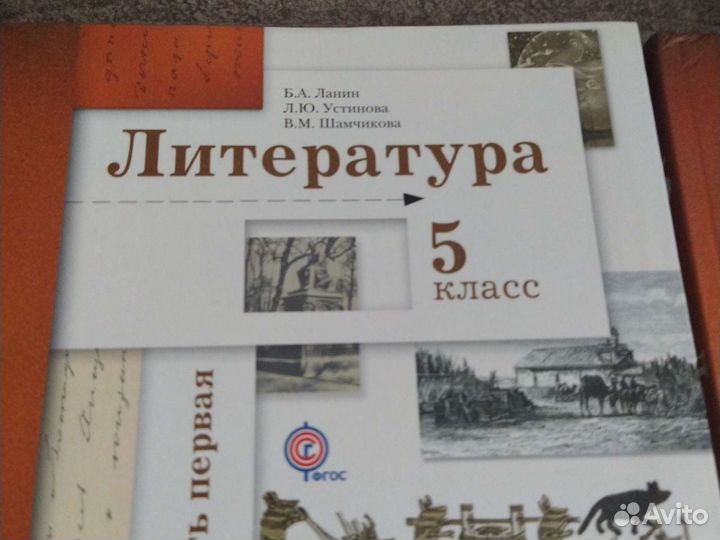 Б.А. Ланин
Л.Ю. Устинова
В.М. Шамчикова
Литература
5
класс
первая
ФГОС
Avito